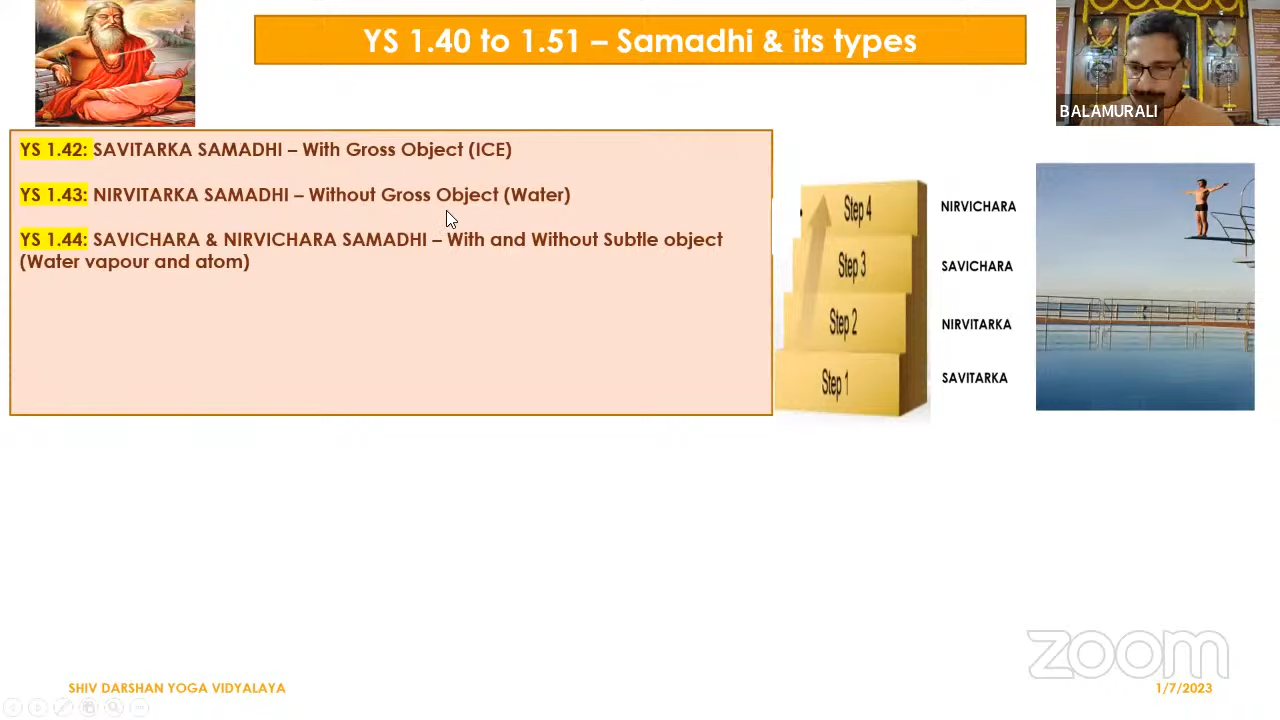 YS 1.40 to 1.51 – Samadhi & its types
BALAMURALI
YS 1.42: SAVITARKA SAMADHI – With Gross Object (ICE)
YS 1.43: NIRVITARKA SAMADHI – Without Gross Object (Water)
YS 1.44: SAVICHARA & NIRVICHARA SAMADHI – With and Without Subtle object
(Water vapour and atom)
Step 4
NIRVICHARA
Step 3
SAVICHARA
Step 2
NIRVITARKA
Step 1
SAVITARKA
zoom
SHIV DARSHAN YOGA VIDYALAYA
1/7/2023